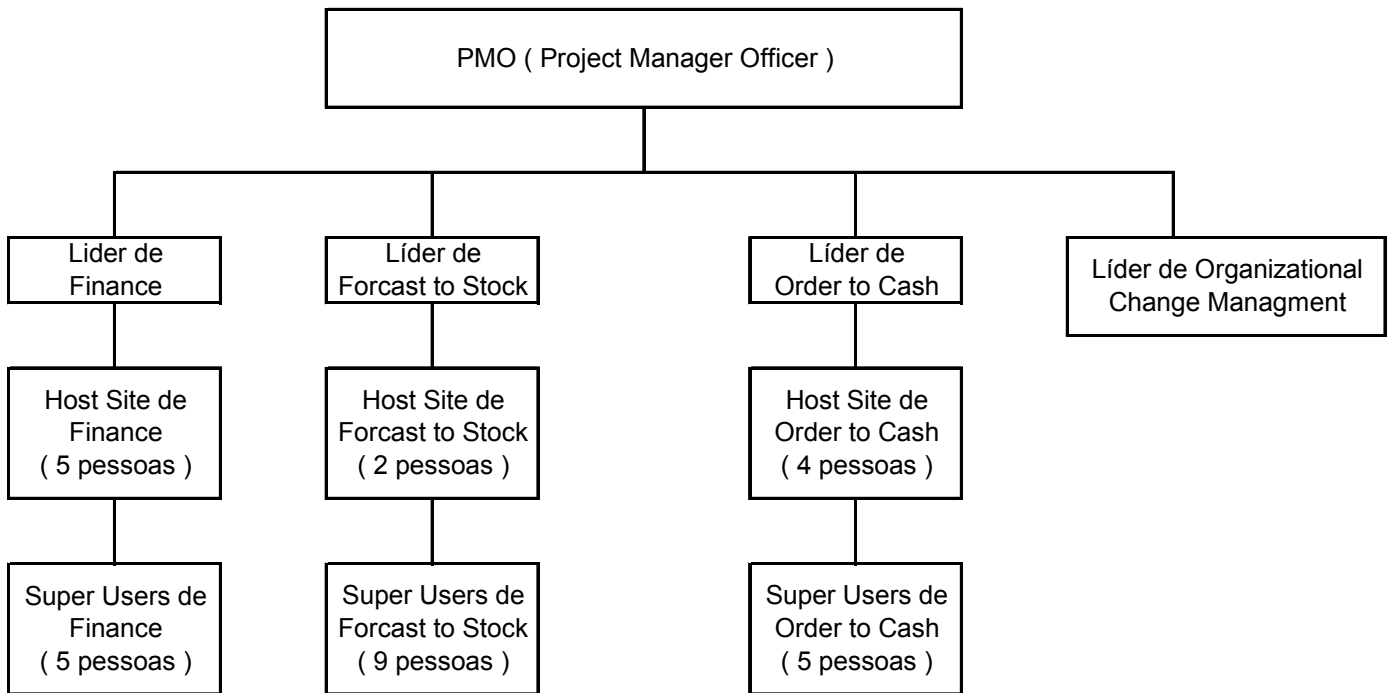 PMO ( Project Manager Officer )
Lider de
Finance
Líder de
Forcast to Stock
Líder de
Order to Cash
Líder de Organizational
Change Managment
Host Site de
Finance
( 5 pessoas )
Host Site de
Forcast to Stock
( 2 pessoas )
Host Site de
Order to Cash
( 4 pessoas )
Super Users de
Finance
( 5 pessoas )
Super Users de
Forcast to Stock
( 9 pessoas )
Super Users de
Order to Cash
( 5 pessoas )